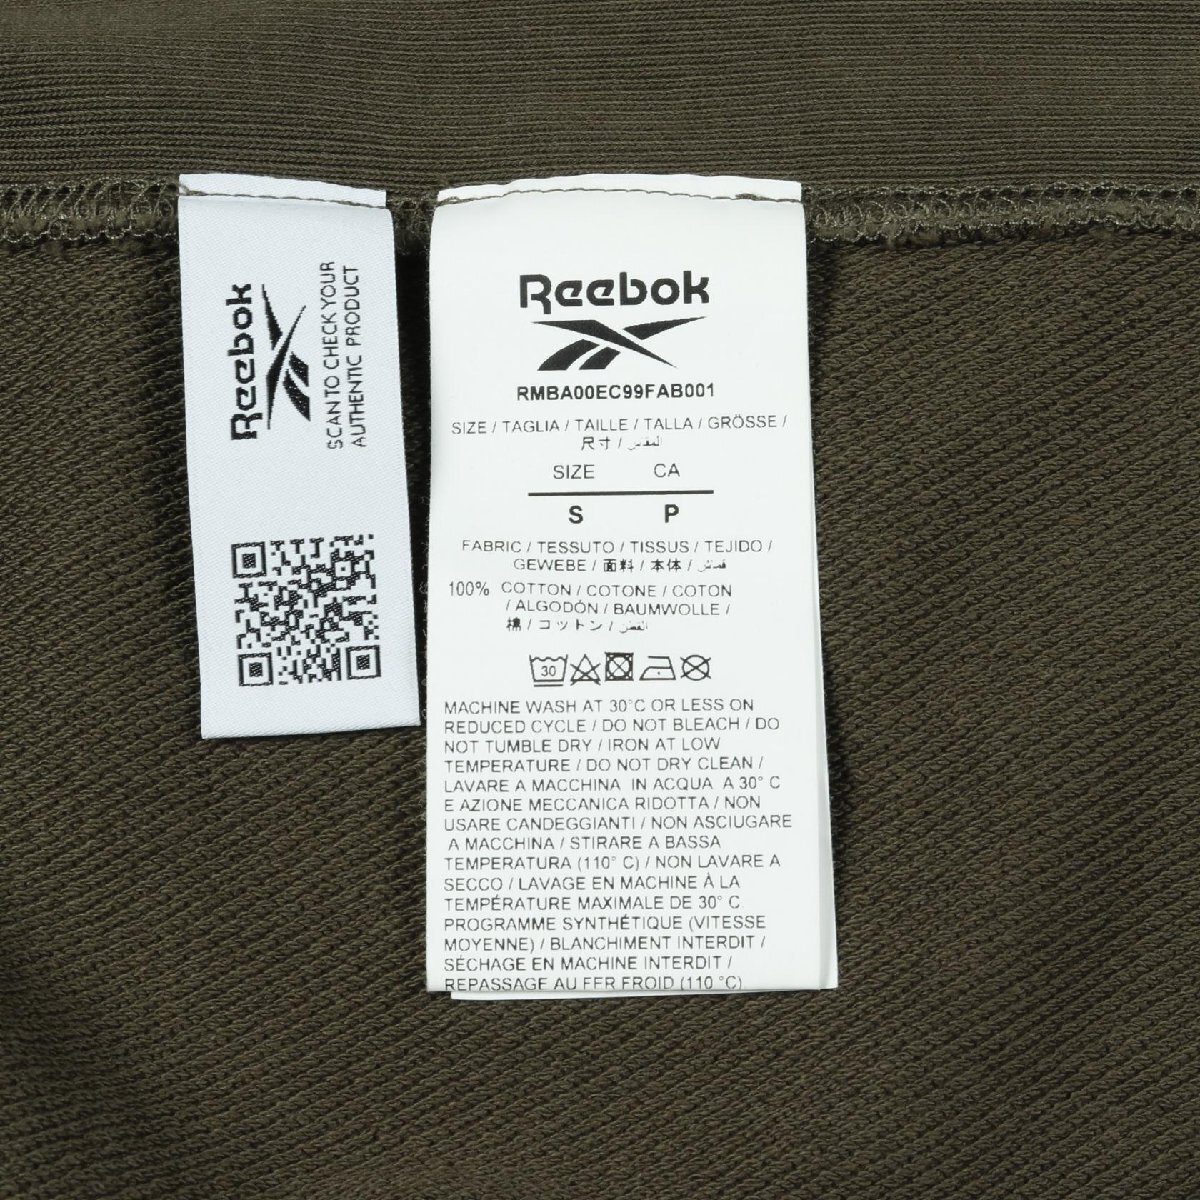 Reebok
SCAN TO CHECK YOUR
AUTHENTIC PRODUCT
Reebok
RMBA00EC99FAB001
SIZE / TAGLIA / TAILLE / TALLA / GRÖSSE /
尺寸 / المقاس
SIZE CA
S P
FABRIC / TESSUTO / TISSUS / TEJIDO /
GEWEBE / 面料 / 本体 / قماش
100% COTTON / COTONE / COTON
/ ALGODÓN / BAUMWOLLE /
棉 / コットン / القطن
30
MACHINE WASH AT 30°C OR LESS ON
REDUCED CYCLE / DO NOT BLEACH / DO
NOT TUMBLE DRY / IRON AT LOW
TEMPERATURE / DO NOT DRY CLEAN /
LAVARE A MACCHINA IN ACQUA A 30° C
E AZIONE MECCANICA RIDOTTA / NON
USARE CANDEGGIANTI / NON ASCIUGARE
A MACCHINA / STIRARE A BASSA
TEMPERATURA (110° C) / NON LAVARE A
SECCO / LAVAGE EN MACHINE À LA
TEMPÉRATURE MAXIMALE DE 30° C
PROGRAMME SYNTHÉTIQUE (VITESSE
MOYENNE) / BLANCHIMENT INTERDIT /
SÈCHAGE EN MACHINE INTERDIT /
REPASSAGE AU FER FROID (110 °C)